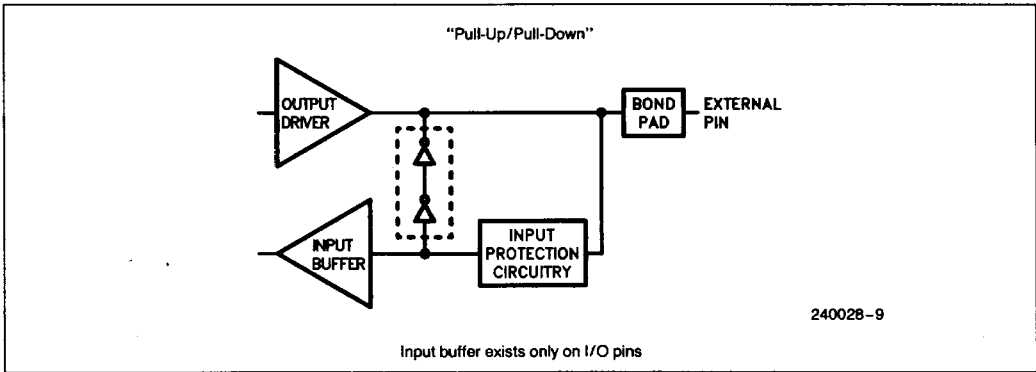 "Pull-Up/Pull-Down"
OUTPUT
DRIVER
BOND
PAD
EXTERNAL
PIN
INPUT
BUFFER
INPUT
PROTECTION
CIRCUITRY
240028-9
Input buffer exists only on I/O pins